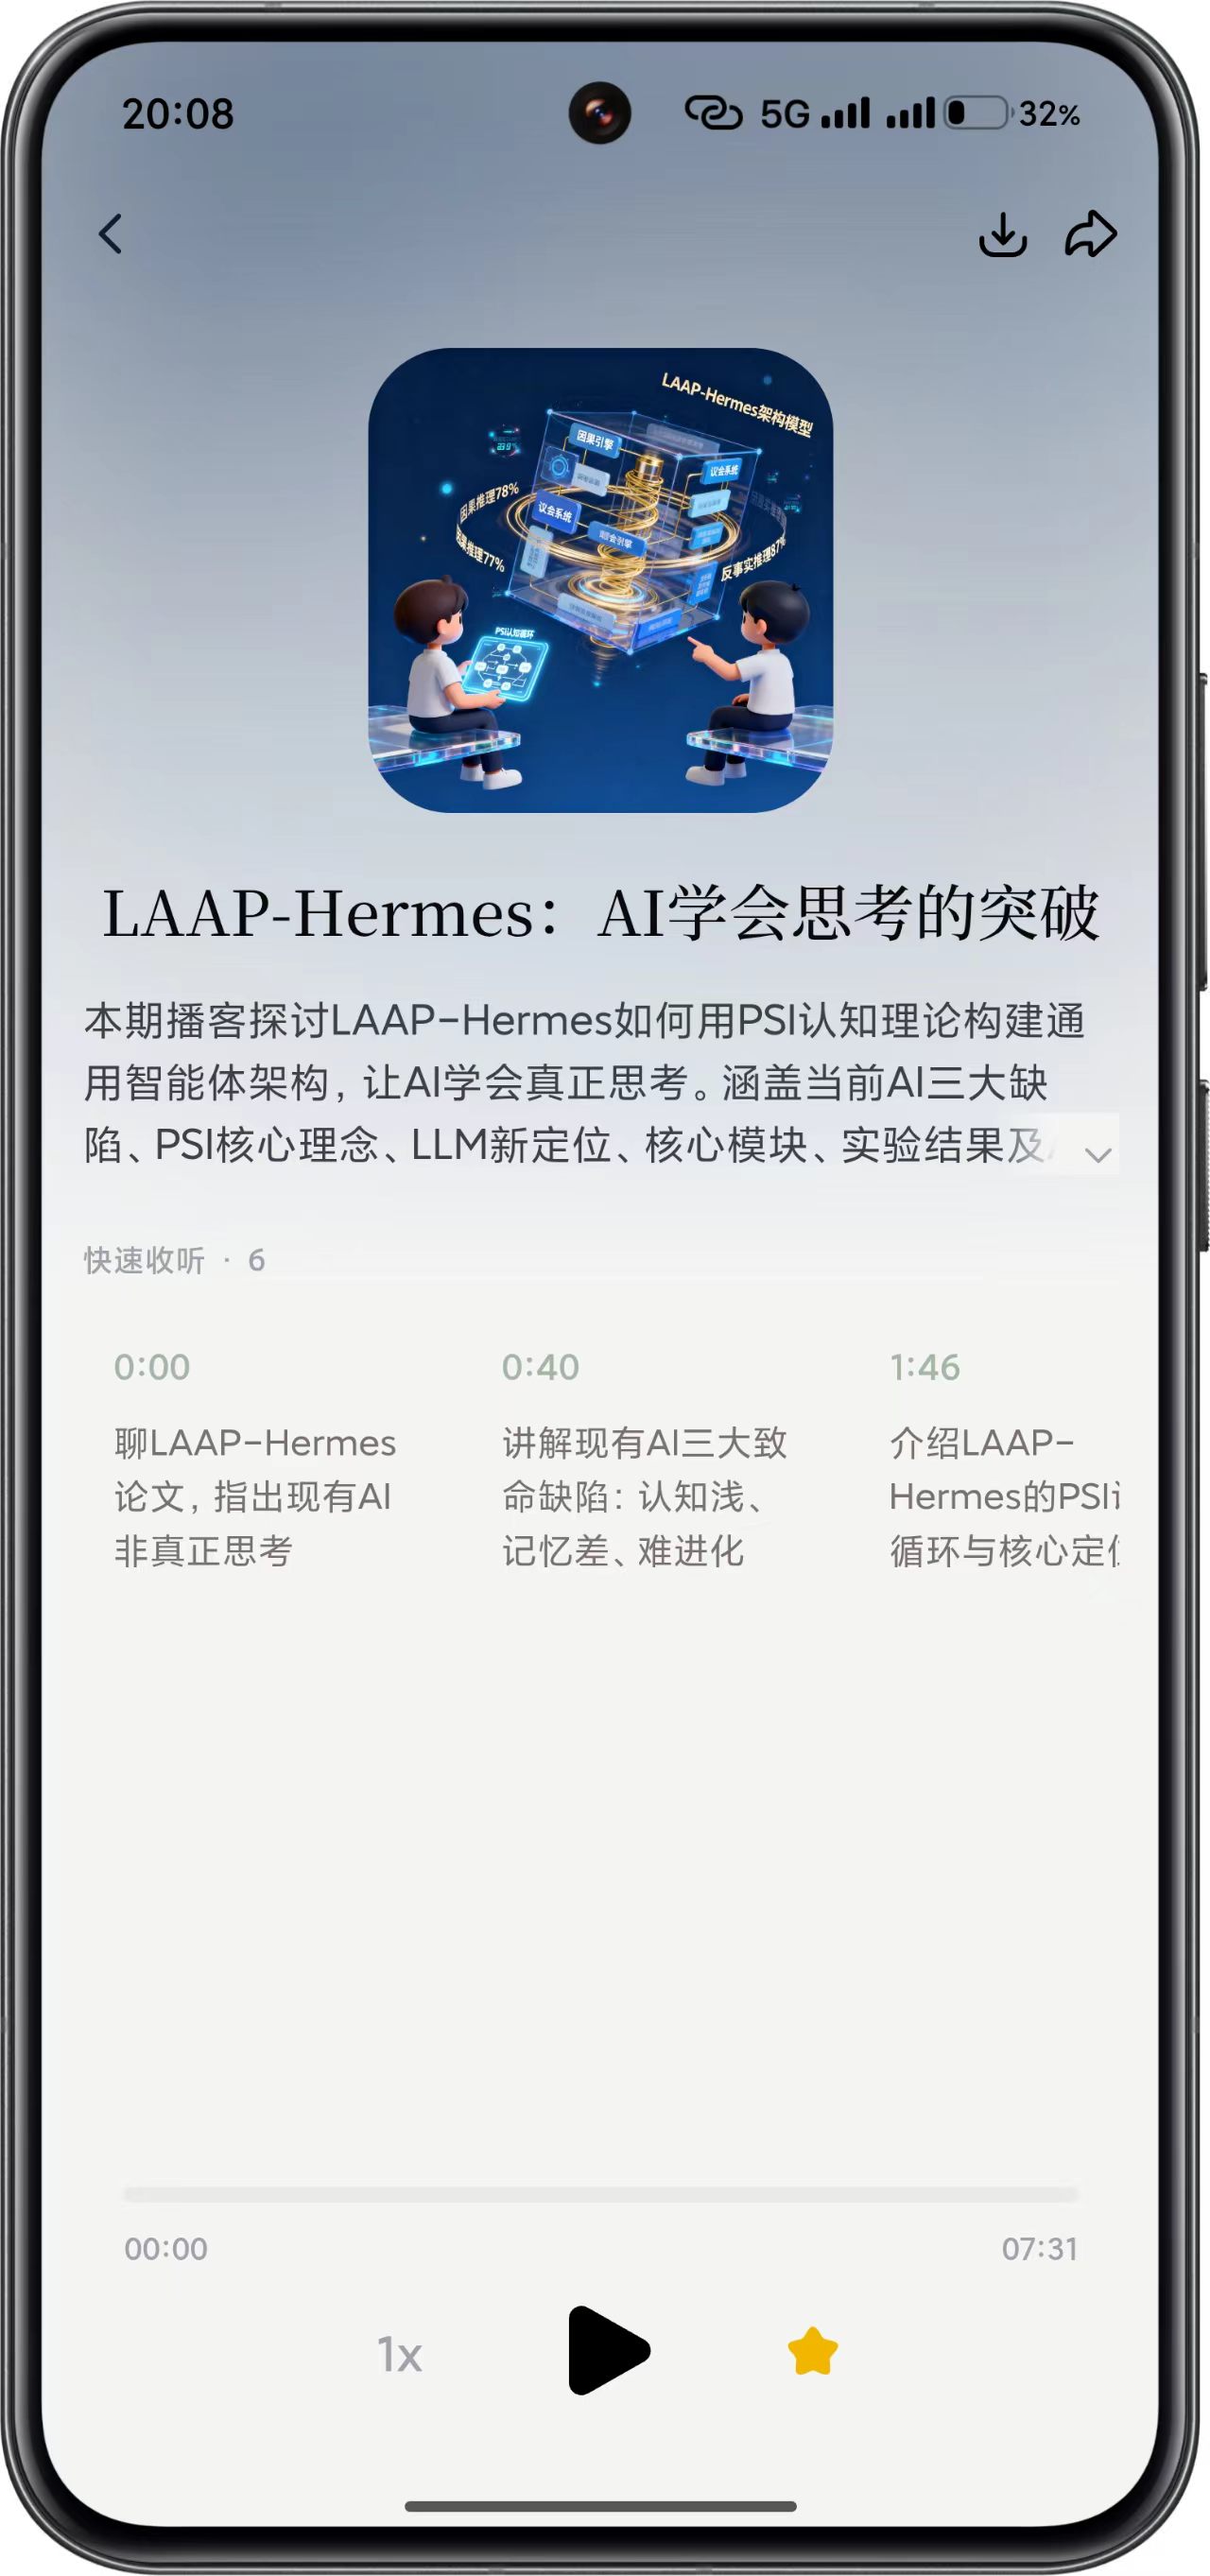 20:08
5G
32%
LAAP-Hermes架构模型
因果引擎
议会系统
因果推理78%
议会系统
因果推理77%
反事实推理87%
PSI认知循环
LAAP-Hermes：AI学会思考的突破
本期播客探讨LAAP-Hermes如何用PSI认知理论构建通
用智能体架构，让AI学会真正思考。涵盖当前AI三大缺
陷、PSI核心理念、LLM新定位、核心模块、实验结果及
快速收听 · 6
0:00
聊LAAP-Hermes
论文，指出现有AI
非真正思考
0:40
讲解现有AI三大致
命缺陷：认知浅、
记忆差、难进化
1:46
介绍LAAP-
Hermes的PSI
循环与核心定
00:00
07:31
1x